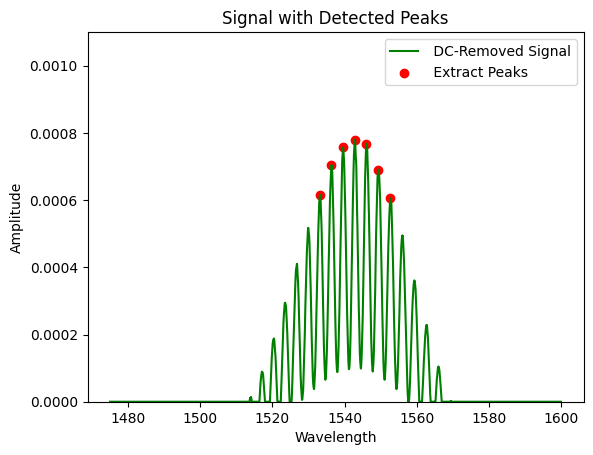 Signal with Detected Peaks
DC-Removed Signal
Extract Peaks
Amplitude
0.0010
0.0008
0.0006
0.0004
0.0002
0.0000
1480 1500 1520 1540 1560 1580 1600
Wavelength